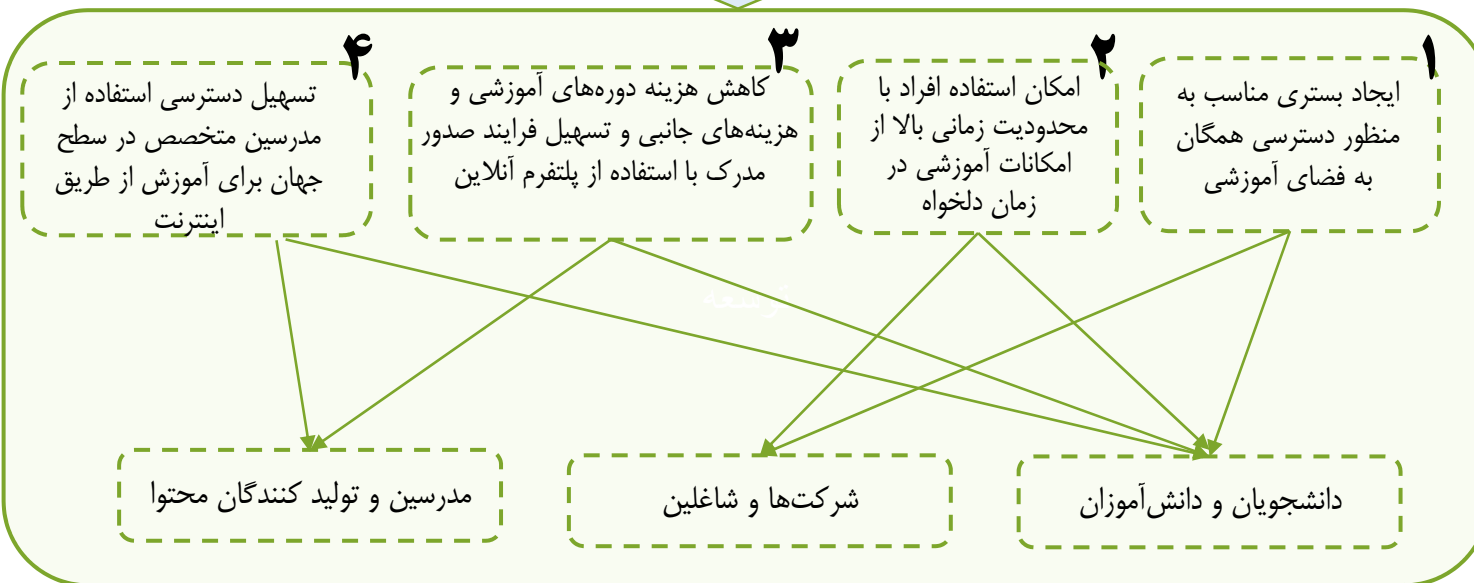 ۱
ایجاد بستری مناسب به
منظور دسترسی همگان
به فضای آموزشی
۲
امکان استفاده افراد با
محدودیت زمانی بالا از
امکانات آموزشی در
زمان دلخواه
۳
کاهش هزینه دوره‌های آموزشی و
هزینه‌های جانبی و تسهیل فرایند صدور
مدرک با استفاده از پلتفرم آنلاین
۴
تسهیل دسترسی استفاده از
مدرسین متخصص در سطح
جهان برای آموزش از طریق
اینترنت
توسعه
دانشجویان و دانش‌آموزان
شرکت‌ها و شاغلین
مدرسین و تولید کنندگان محتوا